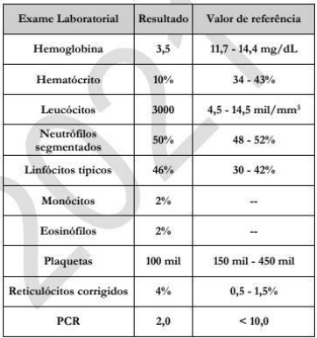 Exame Laboratorial Resultado Valor de referência
Hemoglobina 3,5 11,7 - 14,4 mg/dL
Hematócrito 10% 34 - 43%
Leucócitos 3000 4,5 - 14,5 mil/mm³
Neutrófilos segmentados 50% 48 - 52%
Linfócitos típicos 46% 30 - 42%
Monócitos 2% --
Eosinófilos 2% --
Plaquetas 100 mil 150 mil - 450 mil
Reticulócitos corrigidos 4% 0,5 - 1,5%
PCR 2,0 < 10,0
2021